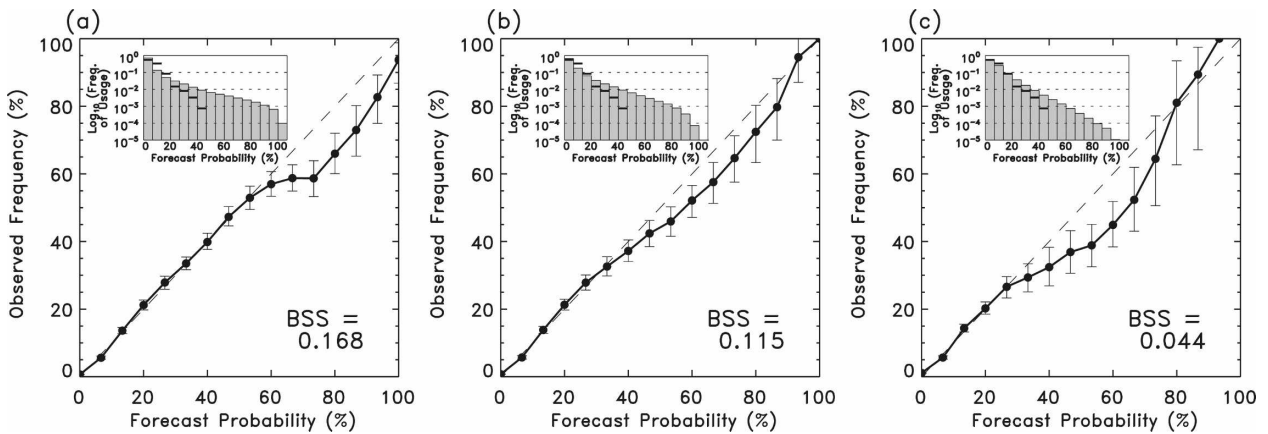 (a)
Observed Frequency (%)
100
80
60
40
20
0
0 20 40 60 80 100
Forecast Probability (%)
Log₁₀ (Freq. of Usage)
10⁰
10⁻¹
10⁻²
10⁻³
10⁻⁴
10⁻⁵
0 20 40 60 80 100
Forecast Probability (%)
BSS =
0.168
(b)
Observed Frequency (%)
100
80
60
40
20
0
0 20 40 60 80 100
Forecast Probability (%)
Log₁₀ (Freq. of Usage)
10⁰
10⁻¹
10⁻²
10⁻³
10⁻⁴
10⁻⁵
0 20 40 60 80 100
Forecast Probability (%)
BSS =
0.115
(c)
Observed Frequency (%)
100
80
60
40
20
0
0 20 40 60 80 100
Forecast Probability (%)
Log₁₀ (Freq. of Usage)
10⁰
10⁻¹
10⁻²
10⁻³
10⁻⁴
10⁻⁵
0 20 40 60 80 100
Forecast Probability (%)
BSS =
0.044